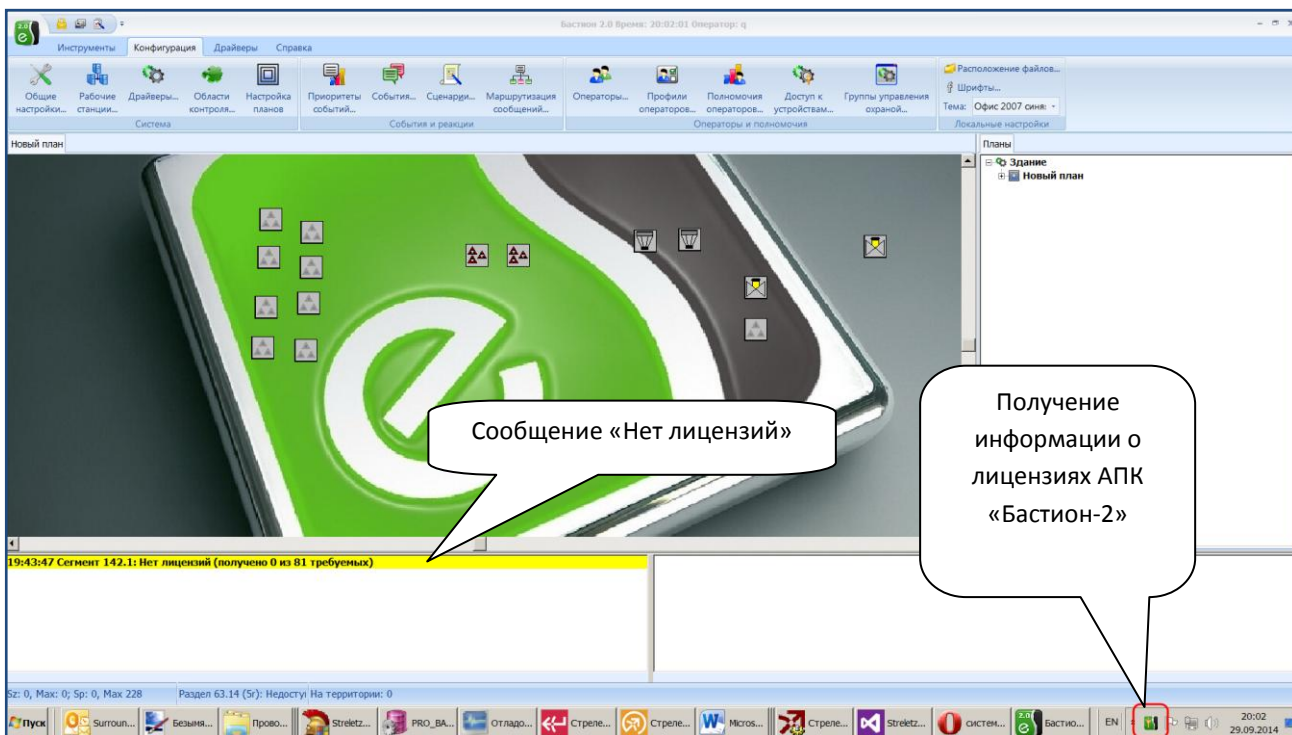 Бастион 2.0 Время: 20:02:01 Оператор: q
Инструменты Конфигурация Драйверы Справка
Общие настройки...
Рабочие станции...
Драйверы...
Области контроля...
Настройка планов
Приоритеты событий...
События...
Сценарии...
Маршрутизация сообщений...
Операторы...
Профили операторов...
Полномочия операторов...
Доступ к устройствам...
Группы управления охраной...
Расположение файлов...
Шрифты...
Тема: Офис 2007 синя:
Система
События и реакции
Операторы и полномочия
Локальные настройки
Новый план
Планы
Здание
Новый план
Сообщение «Нет лицензий»
Получение
информации о
лицензиях АПК
«Бастион-2»
19:43:47 Сегмент 142.1: Нет лицензий (получено 0 из 81 требуемых)
Sz: 0, Max: 0; Sp: 0, Max 228 Раздел 63.14 (Sr): Недосту На территории: 0
Пуск Surroun... Безымя... Прово... Streletz... PRO_BA... Отладо... Стреле... Стреле... Micros... Стреле... Streletz... систем... 2.0 Бастио... EN 20:02
29.09.2014